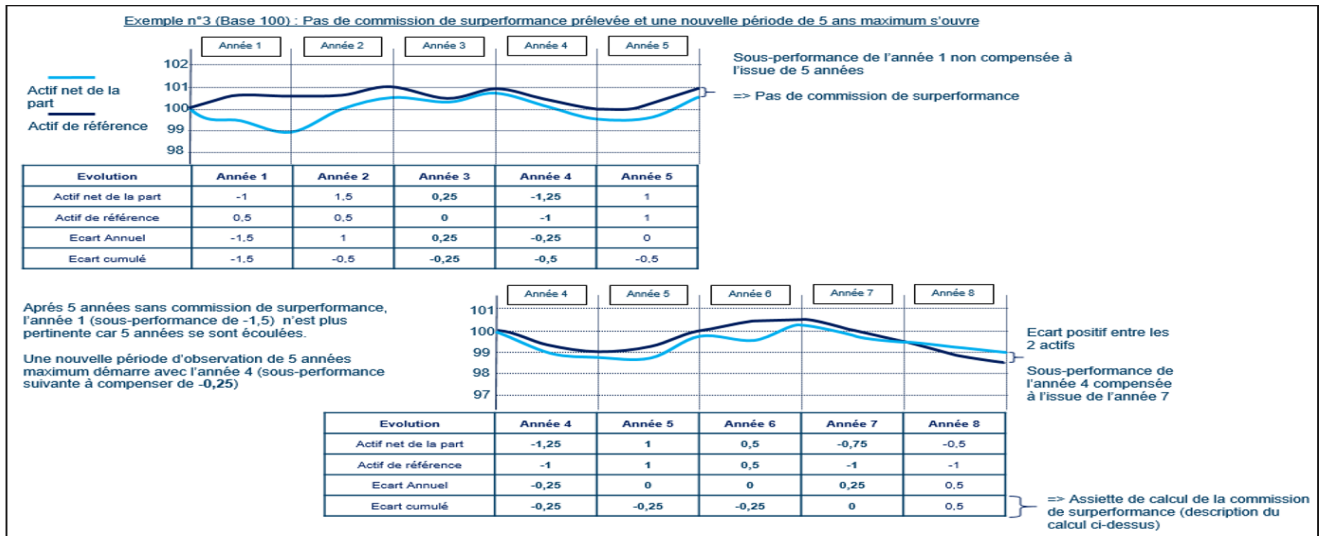 Exemple n°3 (Base 100) : Pas de commission de surperformance prélevée et une nouvelle période de 5 ans maximum s'ouvre
Année 1 Année 2 Année 3 Année 4 Année 5
102
101
100
99
98
Actif net de la
part
Actif de référence
Sous-performance de l'année 1 non compensée à
l'issue de 5 années
=> Pas de commission de surperformance
Evolution Année 1 Année 2 Année 3 Année 4 Année 5
Actif net de la part -1 1,5 0,25 -1,25 1
Actif de référence 0,5 0,5 0 -1 1
Ecart Annuel -1,5 1 0,25 -0,25 0
Ecart cumulé -1,5 -0,5 -0,25 -0,5 -0,5
Aprés 5 années sans commission de surperformance,
l'année 1 (sous-performance de -1,5) n'est plus
pertinente car 5 années se sont écoulées.
Une nouvelle période d'observation de 5 années
maximum démarre avec l'année 4 (sous-performance
suivante à compenser de -0,25)
Année 4 Année 5 Année 6 Année 7 Année 8
101
100
99
98
97
Ecart positif entre les
2 actifs
Sous-performance de
l'année 4 compensée
à l'issue de l'année 7
Evolution Année 4 Année 5 Année 6 Année 7 Année 8
Actif net de la part -1,25 1 0,5 -0,75 -0,5
Actif de référence -1 1 0,5 -1 -1
Ecart Annuel -0,25 0 0 0,25 0,5
Ecart cumulé -0,25 -0,25 -0,25 0 0,5
=> Assiette de calcul de la commission
de surperformance (description du
calcul ci-dessus)